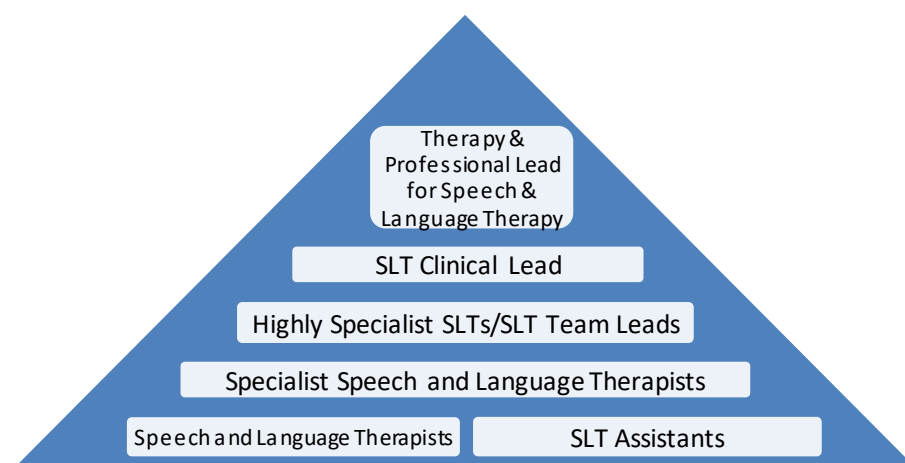 Therapy &
Professional Lead
for Speech &
Language Therapy
SLT Clinical Lead
Highly Specialist SLTs/SLT Team Leads
Specialist Speech and Language Therapists
Speech and Language Therapists
SLT Assistants